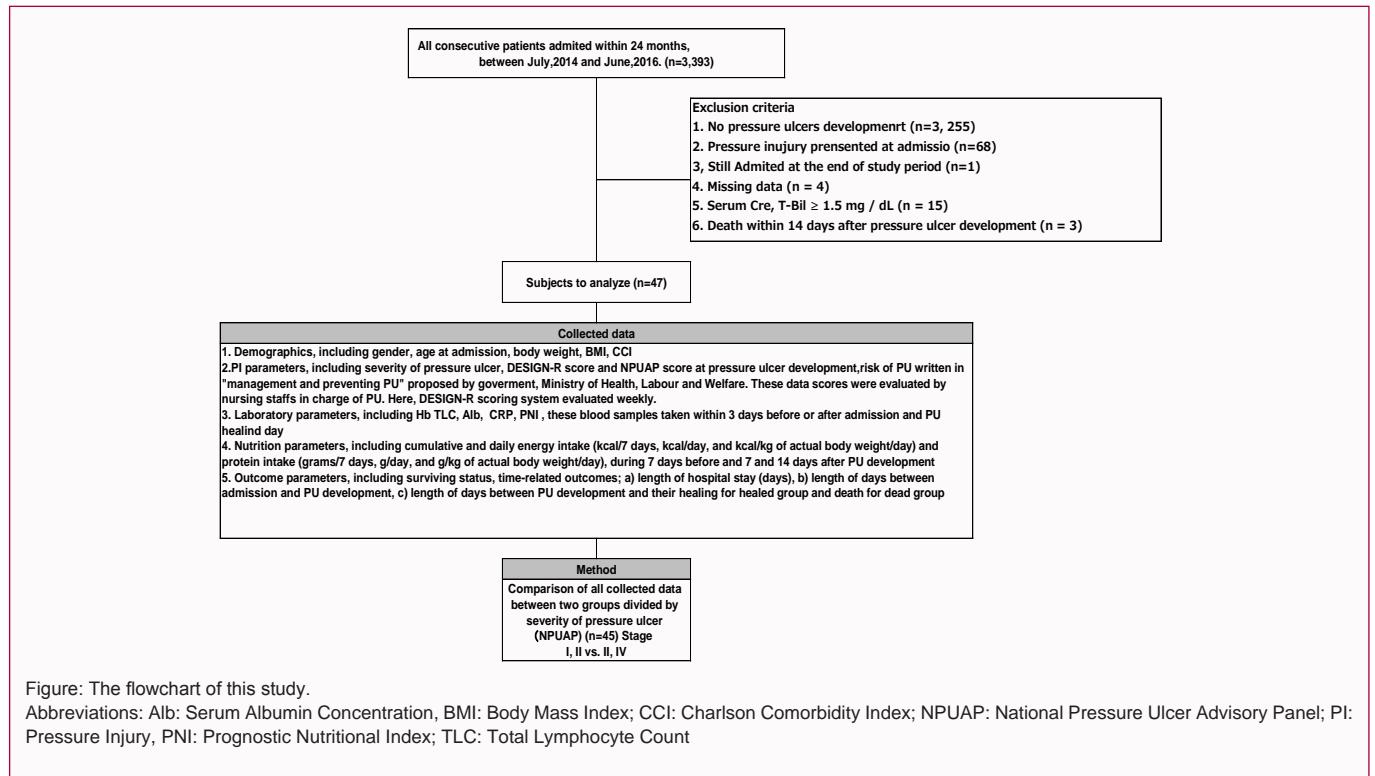 All consecutive patients admited within 24 months,
between July,2014 and June,2016. (n=3,393)
Exclusion criteria
1. No pressure ulcers developmenrt (n=3, 255)
2. Pressure inujury prensented at admissio (n=68)
3, Still Admited at the end of study period (n=1)
4. Missing data (n = 4)
5. Serum Cre, T-Bil ≥ 1.5 mg / dL (n = 15)
6. Death within 14 days after pressure ulcer development (n = 3)
Subjects to analyze (n=47)
Collected data
1. Demographics, including gender, age at admission, body weight, BMI, CCI
2.PI parameters, including severity of pressure ulcer, DESIGN-R score and NPUAP score at pressure ulcer development,risk of PU written in
"management and preventing PU" proposed by goverment, Ministry of Health, Labour and Welfare. These data scores were evaluated by
nursing staffs in charge of PU. Here, DESIGN-R scoring system evaluated weekly.
3. Laboratory parameters, including Hb TLC, Alb, CRP, PNI , these blood samples taken within 3 days before or after admission and PU
healind day
4. Nutrition parameters, including cumulative and daily energy intake (kcal/7 days, kcal/day, and kcal/kg of actual body weight/day) and
protein intake (grams/7 days, g/day, and g/kg of actual body weight/day), during 7 days before and 7 and 14 days after PU development
5. Outcome parameters, including surviving status, time-related outcomes; a) length of hospital stay (days), b) length of days between
admission and PU development, c) length of days between PU development and their healing for healed group and death for dead group
Method
Comparison of all collected data
between two groups divided by
severity of pressure ulcer
(NPUAP) (n=45) Stage
I, II vs. II, IV
Figure: The flowchart of this study.
Abbreviations: Alb: Serum Albumin Concentration, BMI: Body Mass Index; CCI: Charlson Comorbidity Index; NPUAP: National Pressure Ulcer Advisory Panel; PI:
Pressure Injury, PNI: Prognostic Nutritional Index; TLC: Total Lymphocyte Count